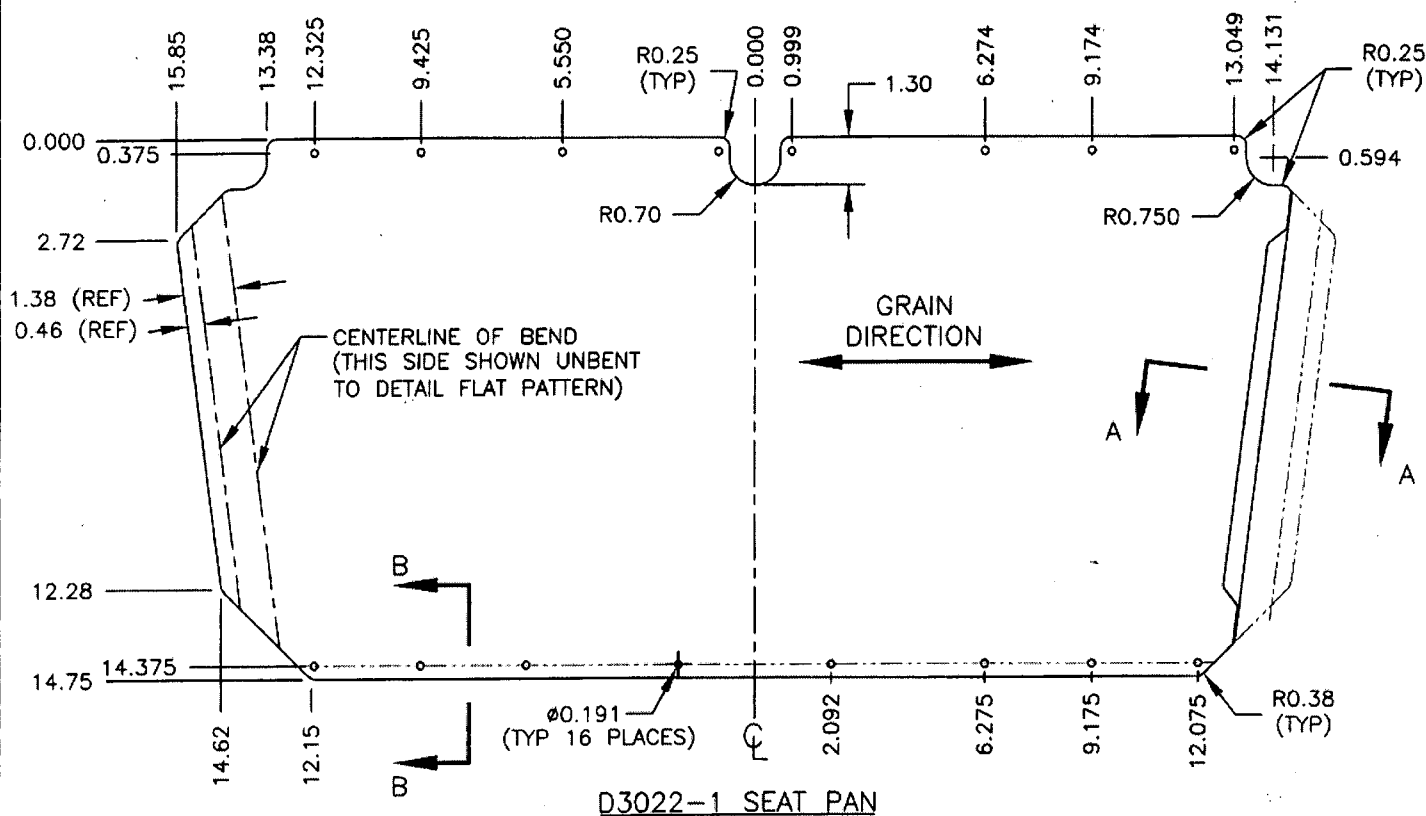 15.85
13.38
12.325
9.425
5.550
R0.25
(TYP)
0.000
0.999
1.30
6.274
9.174
13.049
14.131
R0.25
(TYP)
0.000
0.375
0.594
R0.70
R0.750
2.72
1.38 (REF)
0.46 (REF)
CENTERLINE OF BEND
(THIS SIDE SHOWN UNBENT
TO DETAIL FLAT PATTERN)
GRAIN
DIRECTION
A
A
B
12.28
14.375
14.75
14.62
12.15
B
ø0.191
(TYP 16 PLACES)
CL
2.092
6.275
9.175
12.075
R0.38
(TYP)
D3022-1 SEAT PAN